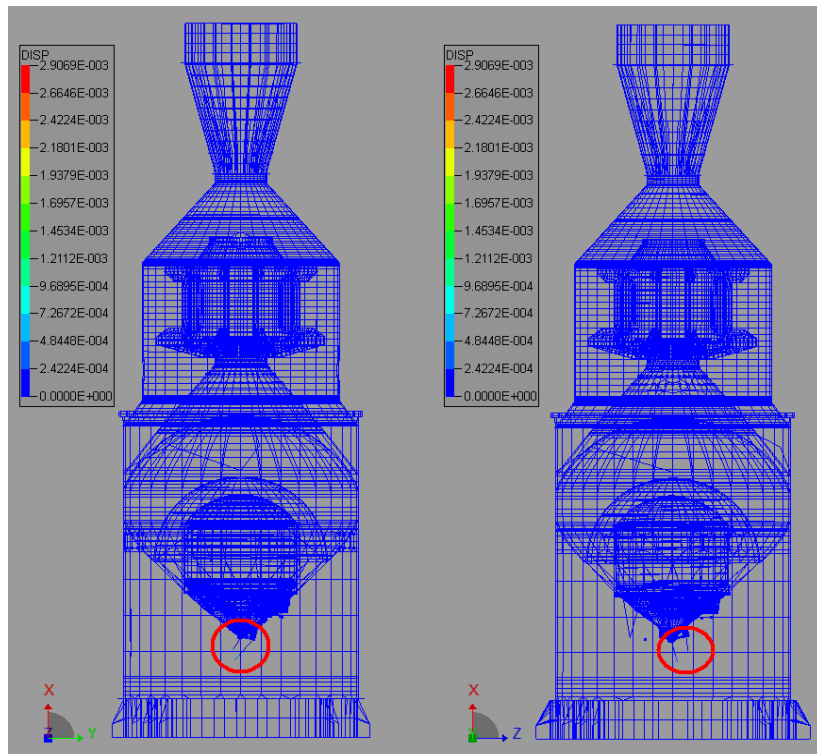 DISP
2.9069E-003
2.6646E-003
2.4224E-003
2.1801E-003
1.9379E-003
1.6957E-003
1.4534E-003
1.2112E-003
9.6895E-004
7.2672E-004
4.8448E-004
2.4224E-004
0.0000E+000
X
Z
Y
DISP
2.9069E-003
2.6646E-003
2.4224E-003
2.1801E-003
1.9379E-003
1.6957E-003
1.4534E-003
1.2112E-003
9.6895E-004
7.2672E-004
4.8448E-004
2.4224E-004
0.0000E+000
X
Y
Z